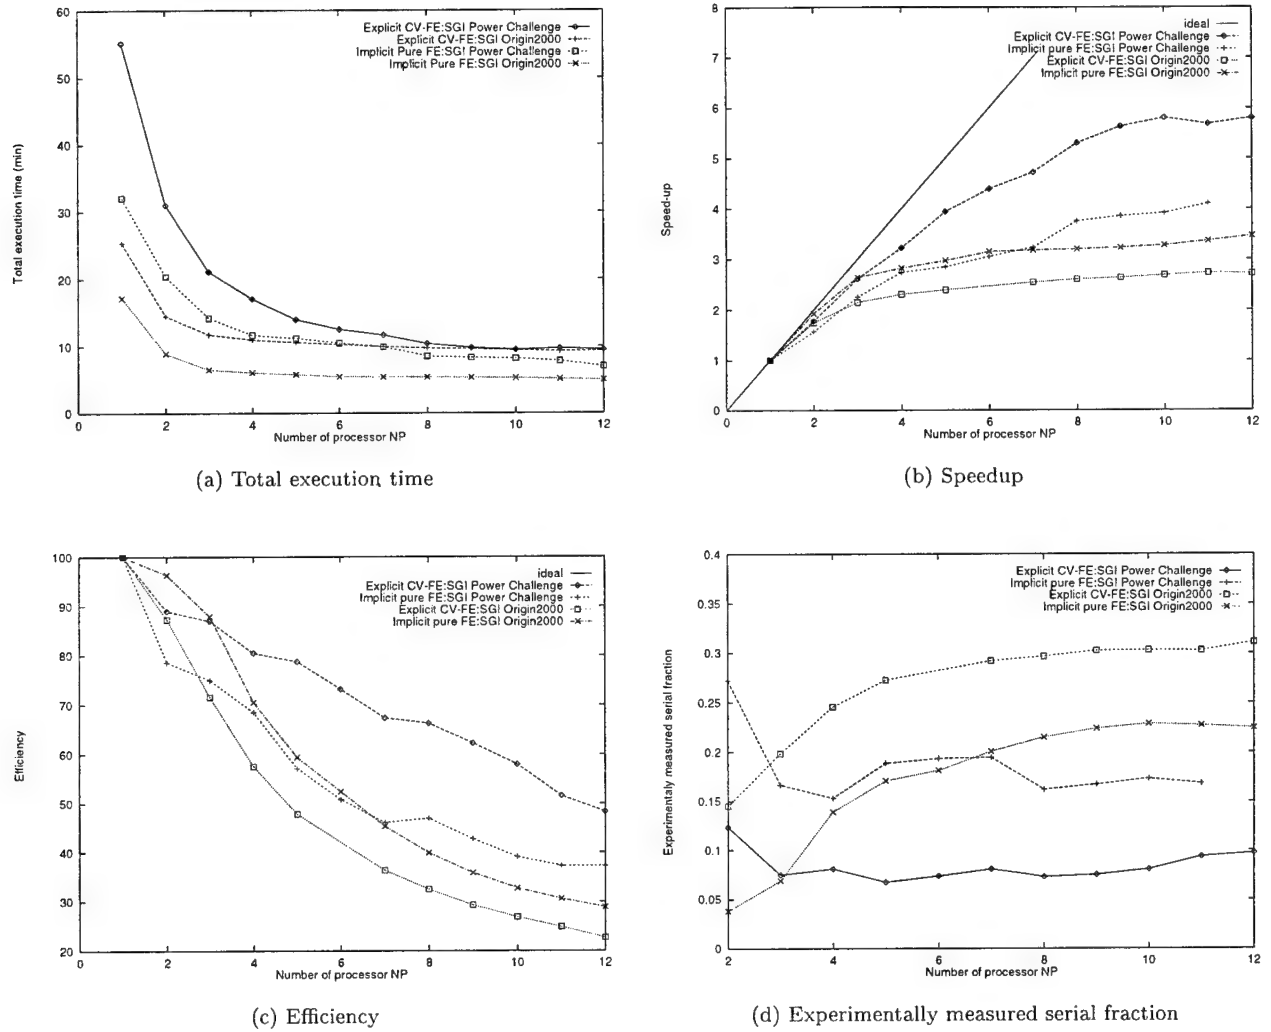 60
50
40
30
20
10
0
Total execution time (min)
Explicit CV-FE:SGI Power Challenge
Explicit CV-FE:SGI Origin2000
Implicit Pure FE:SGI Power Challenge
Implicit Pure FE:SGI Origin2000
0 2 4 6 8 10 12
Number of processor NP
(a) Total execution time
8
7
6
5
4
3
2
1
0
Speed-up
ideal
Explicit CV-FE:SGI Power Challenge
Implicit pure FE:SGI Power Challenge
Explicit CV-FE:SGI Origin2000
Implicit pure FE:SGI Origin2000
0 2 4 6 8 10 12
Number of processor NP
(b) Speedup
100
90
80
70
60
50
40
30
20
Efficiency
ideal
Explicit CV-FE:SGI Power Challenge
Implicit pure FE:SGI Power Challenge
Explicit CV-FE:SGI Origin2000
Implicit pure FE:SGI Origin2000
0 2 4 6 8 10 12
Number of processor NP
(c) Efficiency
0.4
0.35
0.3
0.25
0.2
0.15
0.1
0.05
0
Experimentaly measured serial fraction
Explicit CV-FE:SGI Power Challenge
Implicit pure FE:SGI Power Challenge
Explicit CV-FE:SGI Origin2000
Implicit pure FE:SGI Origin2000
2 4 6 8 10 12
Number of processor NP
(d) Experimentally measured serial fraction